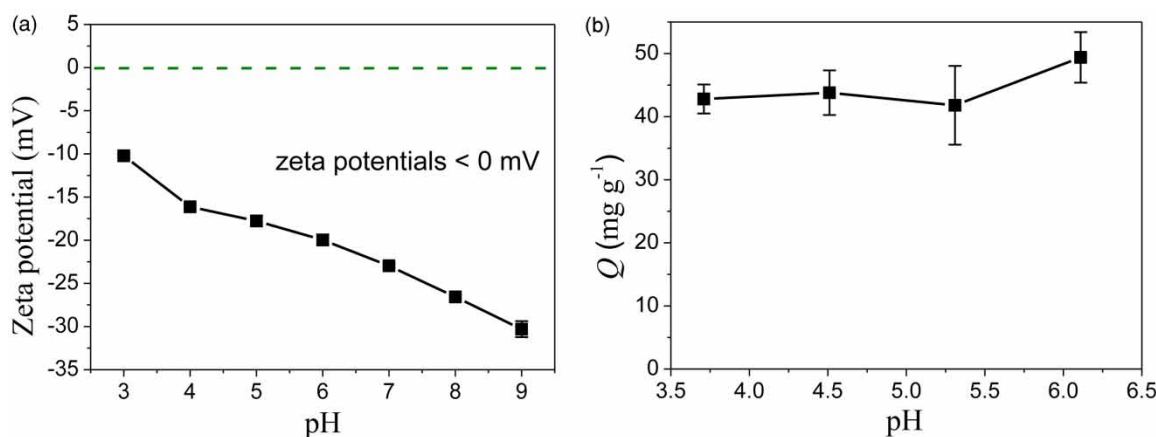 (a)
5
0
-5
-10
-15
-20
-25
-30
-35
Zeta potential (mV)
zeta potentials < 0 mV
3 4 5 6 7 8 9
pH
(b)
50
40
30
20
10
0
Q (mg g⁻¹)
3.5 4.0 4.5 5.0 5.5 6.0 6.5
pH